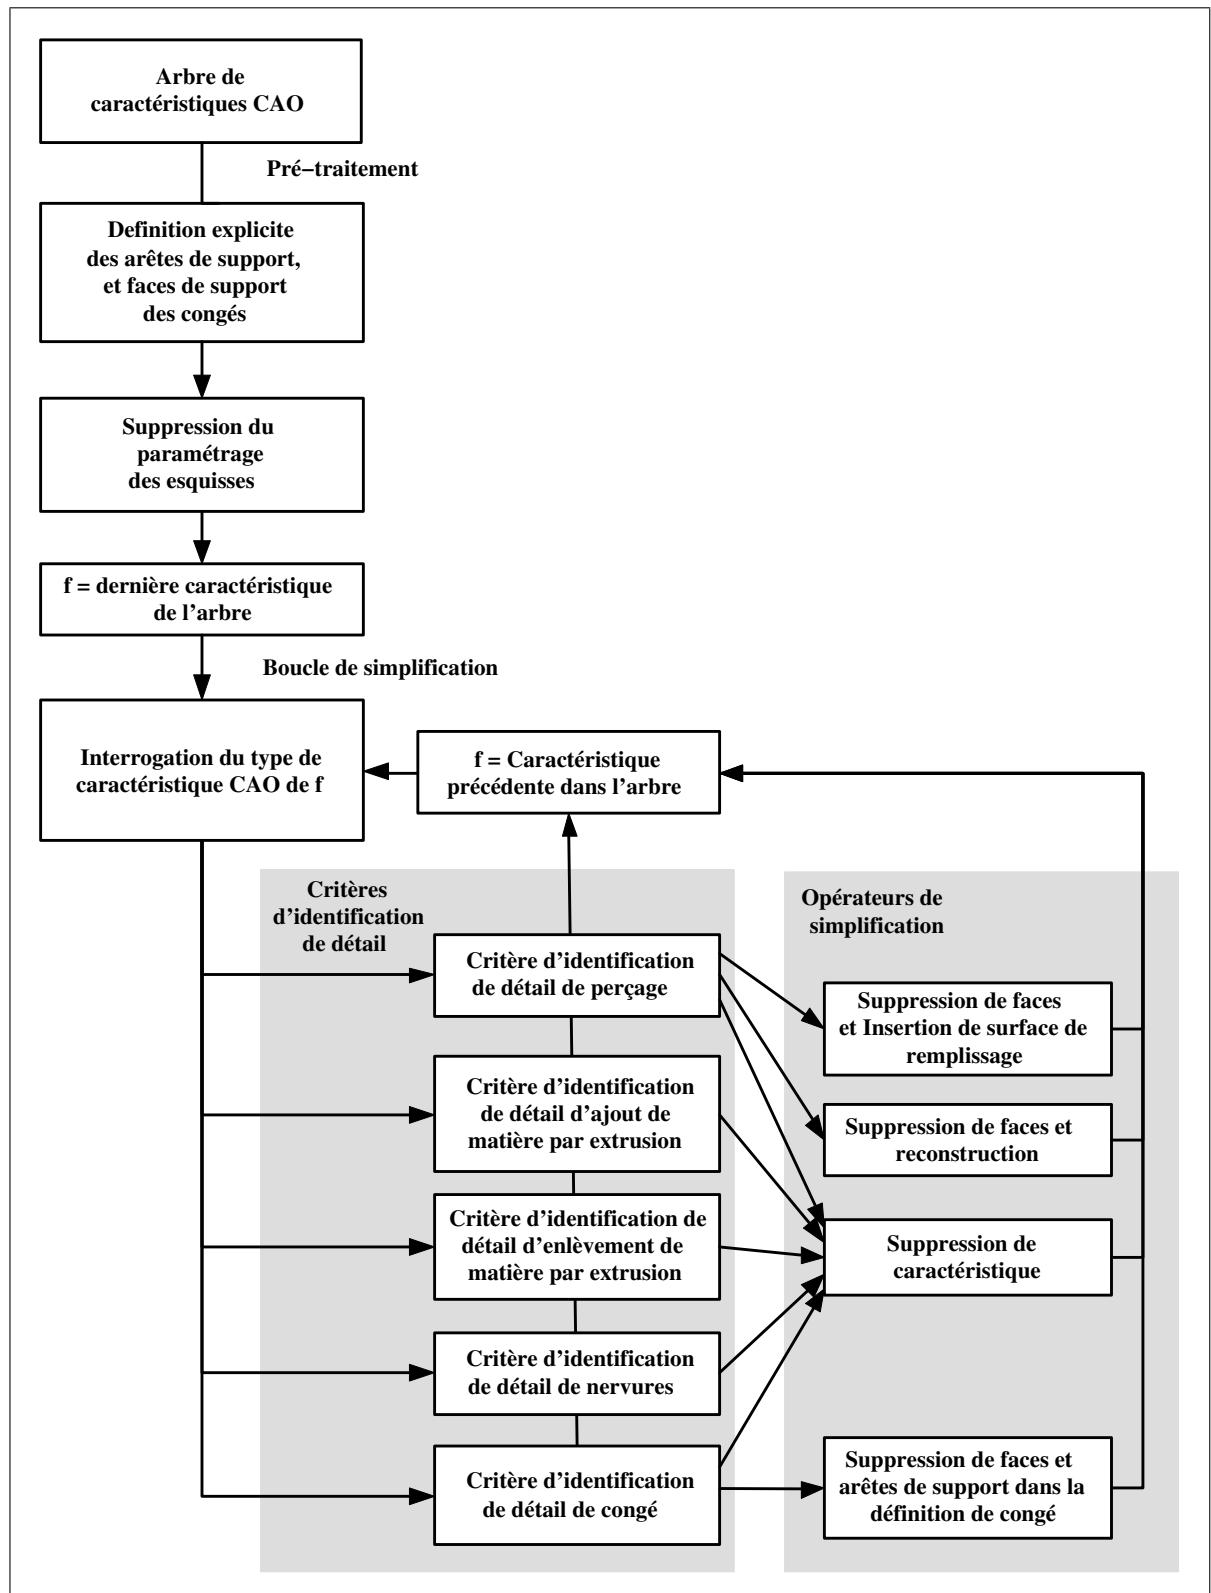 Arbre de
caractéristiques CAO
Pré−traitement
Definition explicite
des arêtes de support,
et faces de support
des congés
Suppression du
paramétrage
des esquisses
f = dernière caractéristique
de l'arbre
Boucle de simplification
Interrogation du type de
caractéristique CAO de f
f = Caractéristique
précédente dans l'arbre
Critères
d'identification
de détail
Critère d'identification
de détail de perçage
Critère d'identification
de détail d'ajout de
matière par extrusion
Critère d'identification de
détail d'enlèvement de
matière par extrusion
Critère d'identification
de détail de nervures
Critère d'identification
de détail de congé
Opérateurs de
simplification
Suppression de faces
et Insertion de surface de
remplissage
Suppression de faces et
reconstruction
Suppression de
caractéristique
Suppression de faces et
arêtes de support dans la
définition de congé